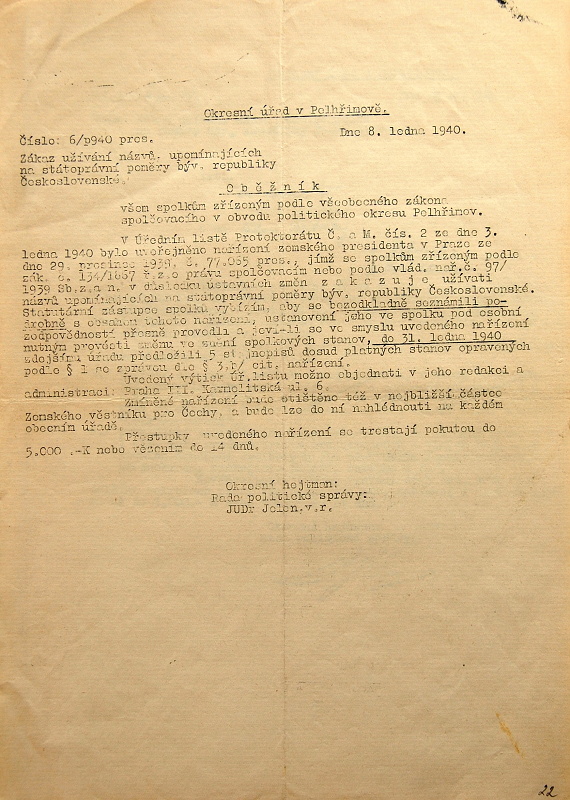 Okresní úřad v Pelhřimově.
Číslo: 6/p940 pres.
Dne 8. ledna 1940.
Zákaz užívání názvů, upomínajících
na státoprávní poměry býv. republiky
Československé.
O b ě ž n í k
všem spolkům zřízeným podle všeobecného zákona
spolčovacího v obvodu politického okresu Pelhřimov.
V Úředním listě Protektorátu Č. a M. čís. 2 ze dne 3.
ledna 1940 bylo uveřejněno nařízení zemského presidenta v Praze ze
dne 29. prosince 1939, č. 77.055 pres., jímž se spolkům zřízeným podle
zák. č. 134/1867 ř.z.o právu spolčovacím nebo podle vlád. nař.č. 97/
1939 Sb.z.a n. v důsledku ústavních změn z a k a z u j e užívati
názvů upomínajících na státoprávní poměry býv. republiky Československé.
Statutární zástupce spolků vybízím, aby se bezodkladně seznámili po-
drobně s obsahem tohoto nařízení, ustanovení jeho ve spolku pod osobní
zodpovědností přesně provedli a jeví-li se ve smyslu uvedeného nařízení
nutným provésti změnu ve znění spolkových stanov, do 31. ledna 1940
zdejšímu úřadu předložili 5 stejnopisů dosud platných stanov opravených
podle § 1 se zprávou dle § 3,b/ cit. nařízení.
Uvedený výtisk Úř.listu možno objednati v jeho redakci a
administraci: Praha III. Karmelitská ul. 6.
Zmíněné nařízení bude otištěno též v nejbližší částce
Zemského věstníku pro Čechy, a bude lze do ní nahlédnouti na každém
obecním úřadě.
Přestupky uvedeného nařízení se trestají pokutou do
5.000 .-K nebo vězením do 14 dnů.
Okresní hejtman:
Rada politické správy:
JUDr Jelen.v.r.
22